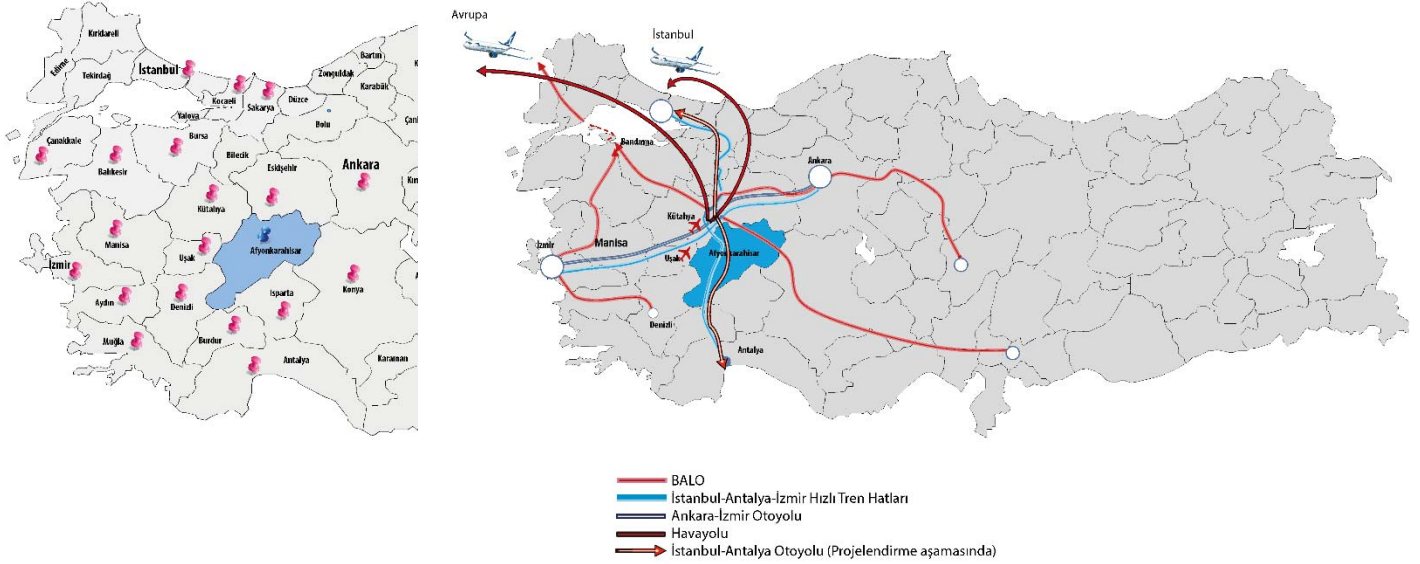 Kırklareli
Edirne
Tekirdağ
İstanbul
Kocaeli
Sakarya
Yalova
Düzce
Zonguldak
Bartın
Karabük
Bolu
Çanakkale
Balıkesir
Bursa
Bilecik
Eskişehir
Ankara
Kütahya
Manisa
Uşak
Afyonkarahisar
İzmir
Aydın
Denizli
Isparta
Konya
Muğla
Burdur
Antalya
Karaman
Avrupa
İstanbul
Bandırma
Ankara
Kütahya
İzmir
Manisa
Uşak
Afyonkarahisar
Denizli
Antalya
BALO
İstanbul-Antalya-İzmir Hızlı Tren Hatları
Ankara-İzmir Otoyolu
Havayolu
İstanbul-Antalya Otoyolu (Projelendirme aşamasında)